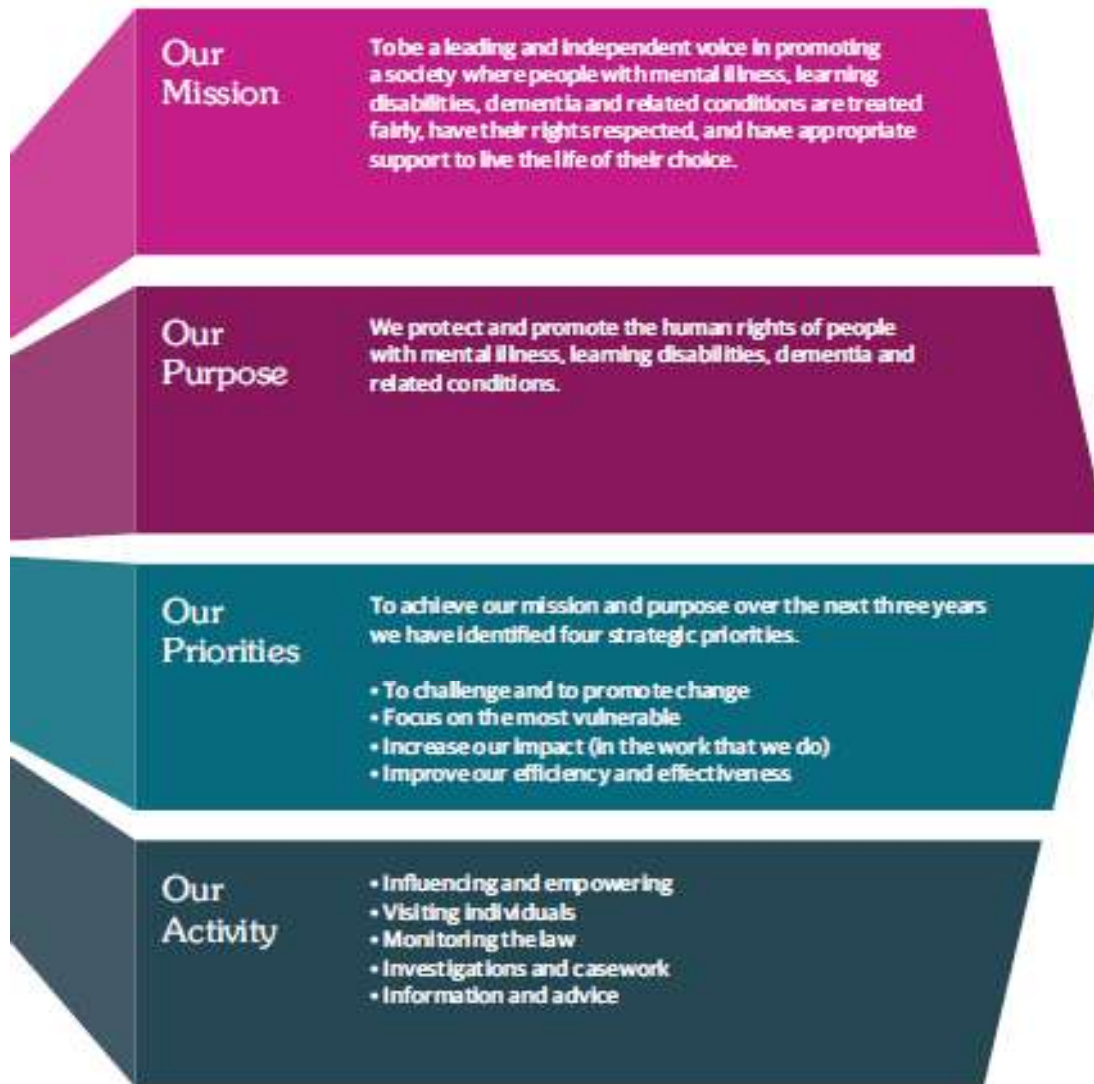 Our
Mission
To be a leading and independent voice in promoting
a society where people with mental illness, learning
disabilities, dementia and related conditions are treated
fairly, have their rights respected, and have appropriate
support to live the life of their choice.
Our
Purpose
We protect and promote the human rights of people
with mental illness, learning disabilities, dementia and
related conditions.
Our
Priorities
To achieve our mission and purpose over the next three years
we have identified four strategic priorities.
• To challenge and to promote change
• Focus on the most vulnerable
• Increase our impact (in the work that we do)
• Improve our efficiency and effectiveness
Our
Activity
• Influencing and empowering
• Visiting individuals
• Monitoring the law
• Investigations and casework
• Information and advice